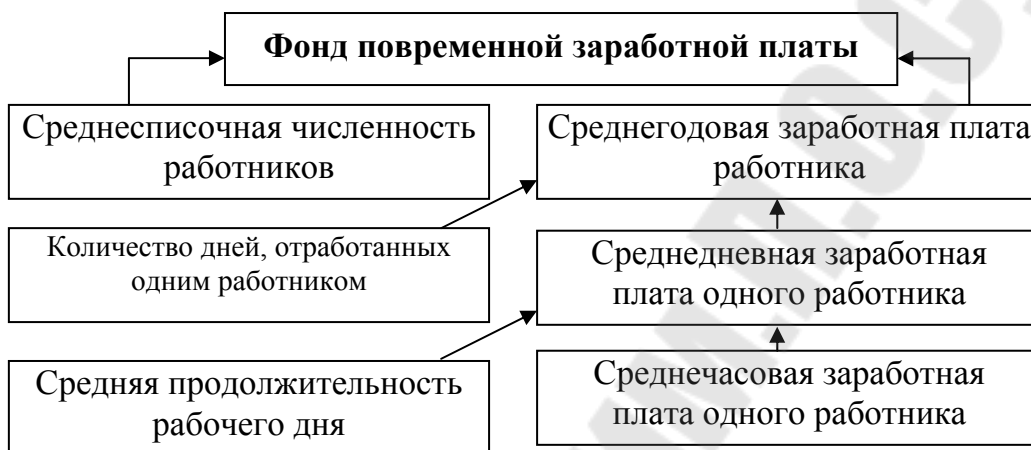 Фонд повременной заработной платы
Среднесписочная численность
работников
Среднегодовая заработная плата
работника
Количество дней, отработанных
одним работником
Среднедневная заработная
плата одного работника
Средняя продолжительность
рабочего дня
Среднечасовая заработная
плата одного работника